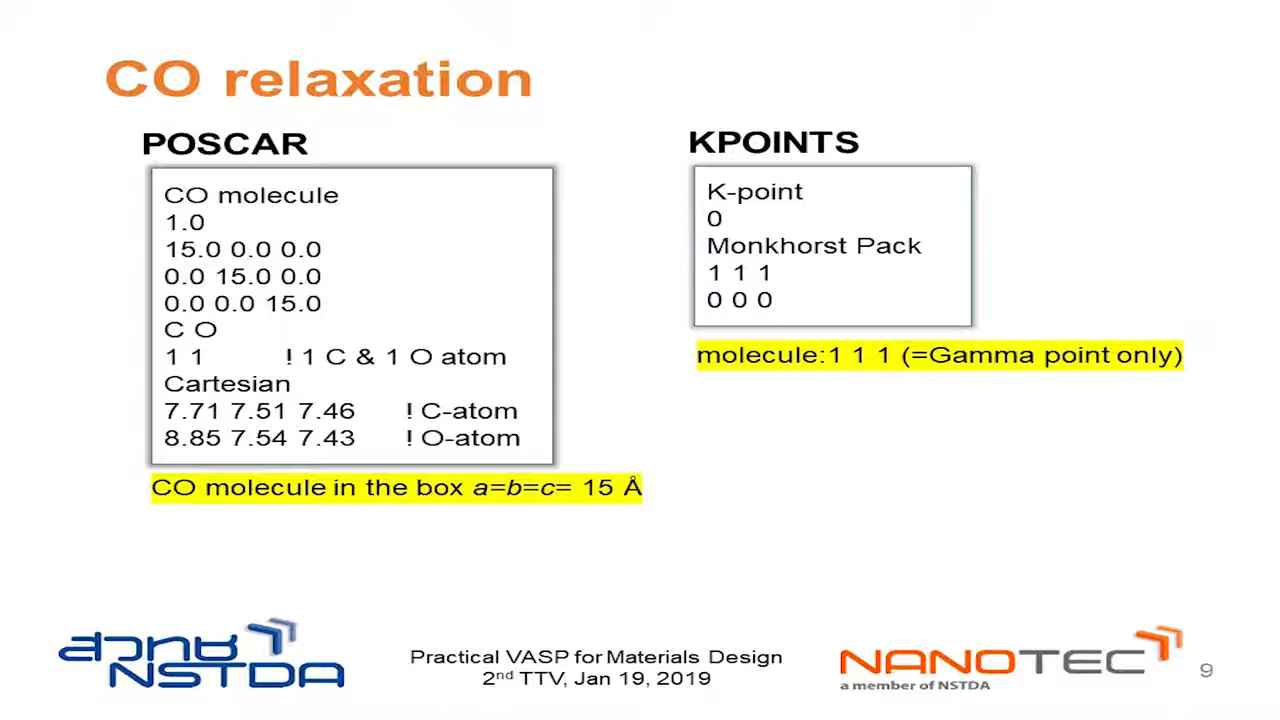 CO relaxation
POSCAR
CO molecule
1.0
15.0 0.0 0.0
0.0 15.0 0.0
0.0 0.0 15.0
C O
1 1 ! 1 C & 1 O atom
Cartesian
7.71 7.51 7.46 ! C-atom
8.85 7.54 7.43 ! O-atom
CO molecule in the box a=b=c= 15 Å
KPOINTS
K-point
0
Monkhorst Pack
1 1 1
0 0 0
molecule:1 1 1 (=Gamma point only)
สวทช
NSTDA
Practical VASP for Materials Design
2nd TTV, Jan 19, 2019
NANOTEC
a member of NSTDA
9